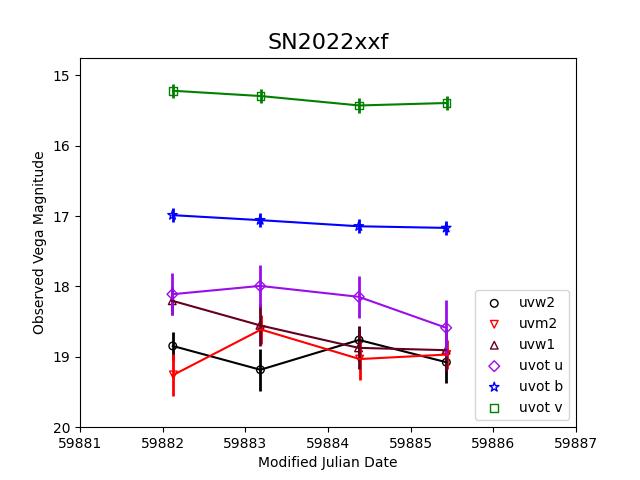 SN2022xxf
Observed Vega Magnitude
15
16
17
18
19
20
uvw2
uvm2
uvw1
uvot u
uvot b
uvot v
59881 59882 59883 59884 59885 59886 59887
Modified Julian Date